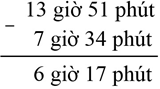 13 giờ 51 phút
–
7 giờ 34 phút
6 giờ 17 phút